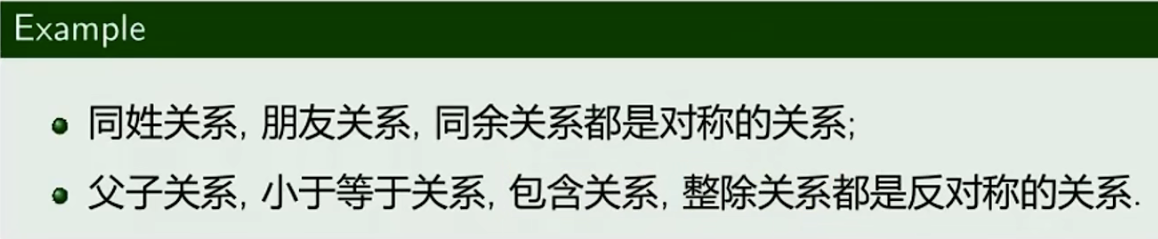 Example
同姓关系, 朋友关系, 同余关系都是对称的关系;
父子关系, 小于等于关系, 包含关系, 整除关系都是反对称的关系.